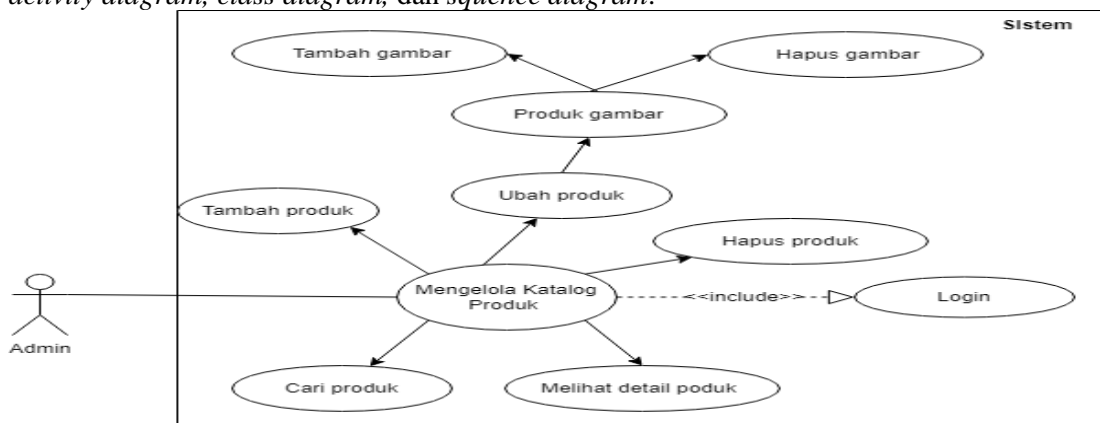 activity diagram, class diagram, dan squence diagram.
SIstem
Tambah gambar
Hapus gambar
Produk gambar
Ubah produk
Tambah produk
Hapus produk
Mengelola Katalog
Produk
<<include>>
Login
Admin
Cari produk
Melihat detail poduk